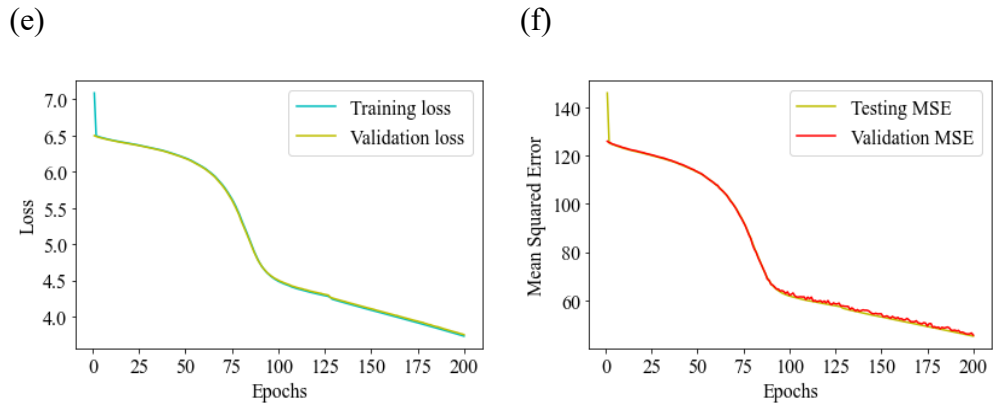 (e)
(f)
Training loss
Validation loss
7.0
6.5
6.0
5.5
5.0
4.5
4.0
Loss
0 25 50 75 100 125 150 175 200
Epochs
Testing MSE
Validation MSE
140
120
100
80
60
Mean Squared Error
0 25 50 75 100 125 150 175 200
Epochs